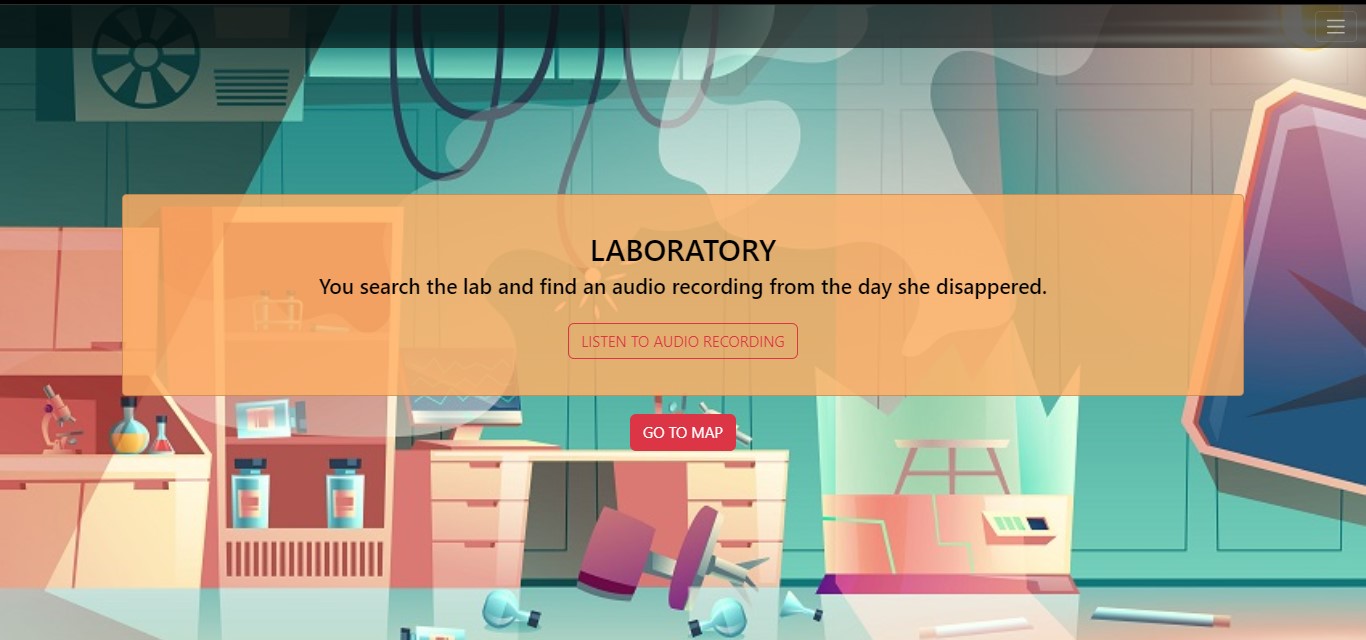 LABORATORY
You search the lab and find an audio recording from the day she disappered.
LISTEN TO AUDIO RECORDING
GO TO MAP